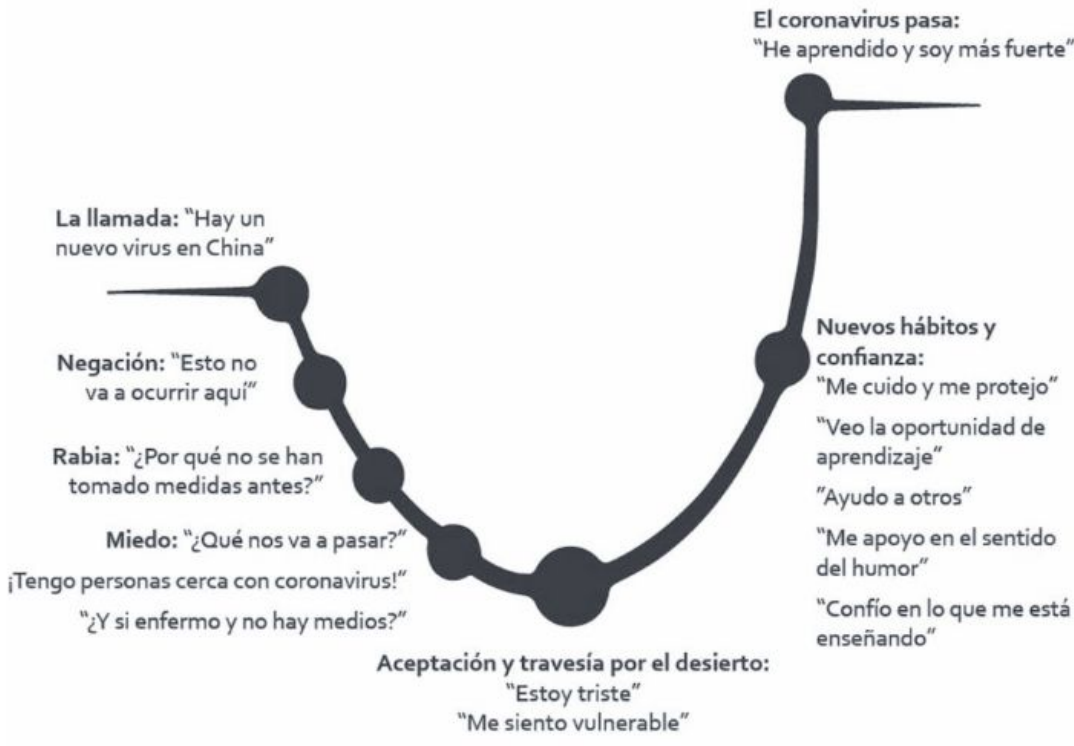 El coronavirus pasa:
“He aprendido y soy más fuerte”
La llamada: “Hay un
nuevo virus en China”
Negación: “Esto no
va a ocurrir aquí”
Rabia: “¿Por qué no se han
tomado medidas antes?”
Miedo: “¿Qué nos va a pasar?”
¡Tengo personas cerca con coronavirus!”
“¿Y si enfermo y no hay medios?”
Aceptación y travesía por el desierto:
“Estoy triste”
“Me siento vulnerable”
Nuevos hábitos y
confianza:
“Me cuido y me protejo”
“Veo la oportunidad de
aprendizaje”
”Ayudo a otros”
“Me apoyo en el sentido
del humor”
“Confío en lo que me está
enseñando”